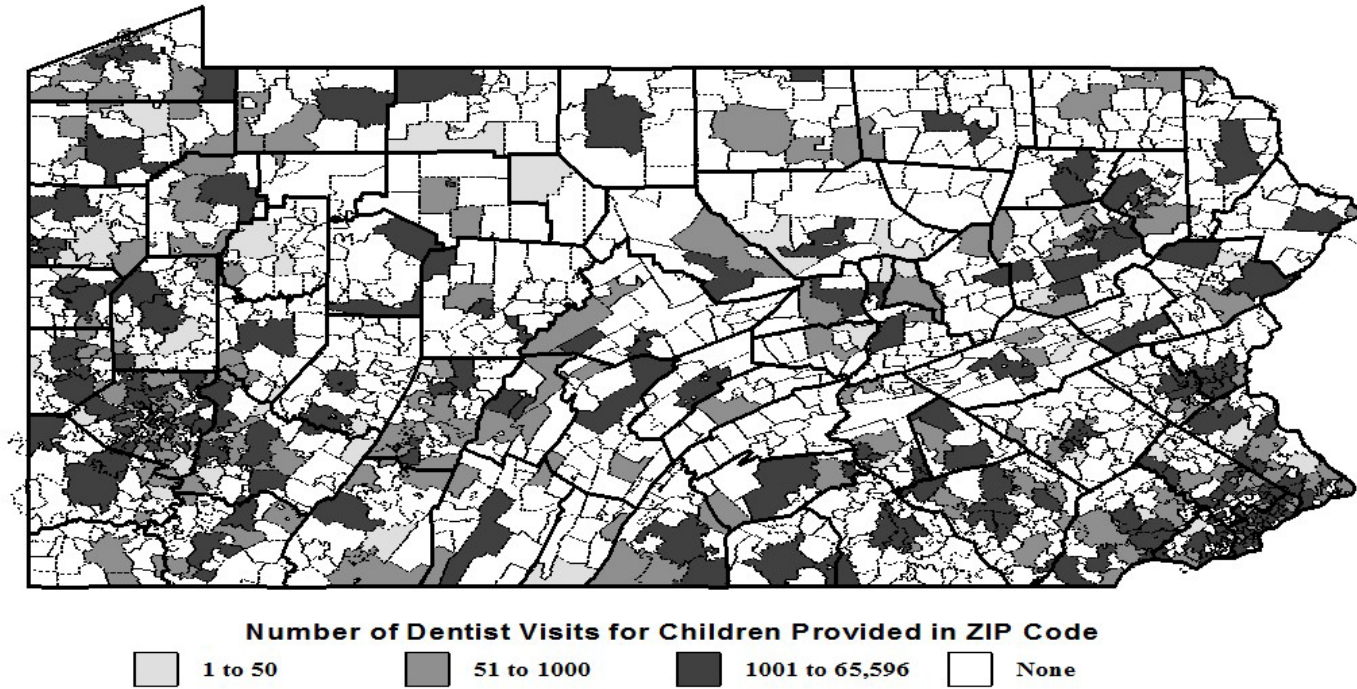 Number of Dentist Visits for Children Provided in ZIP Code
1 to 50 51 to 1000 1001 to 65,596 None